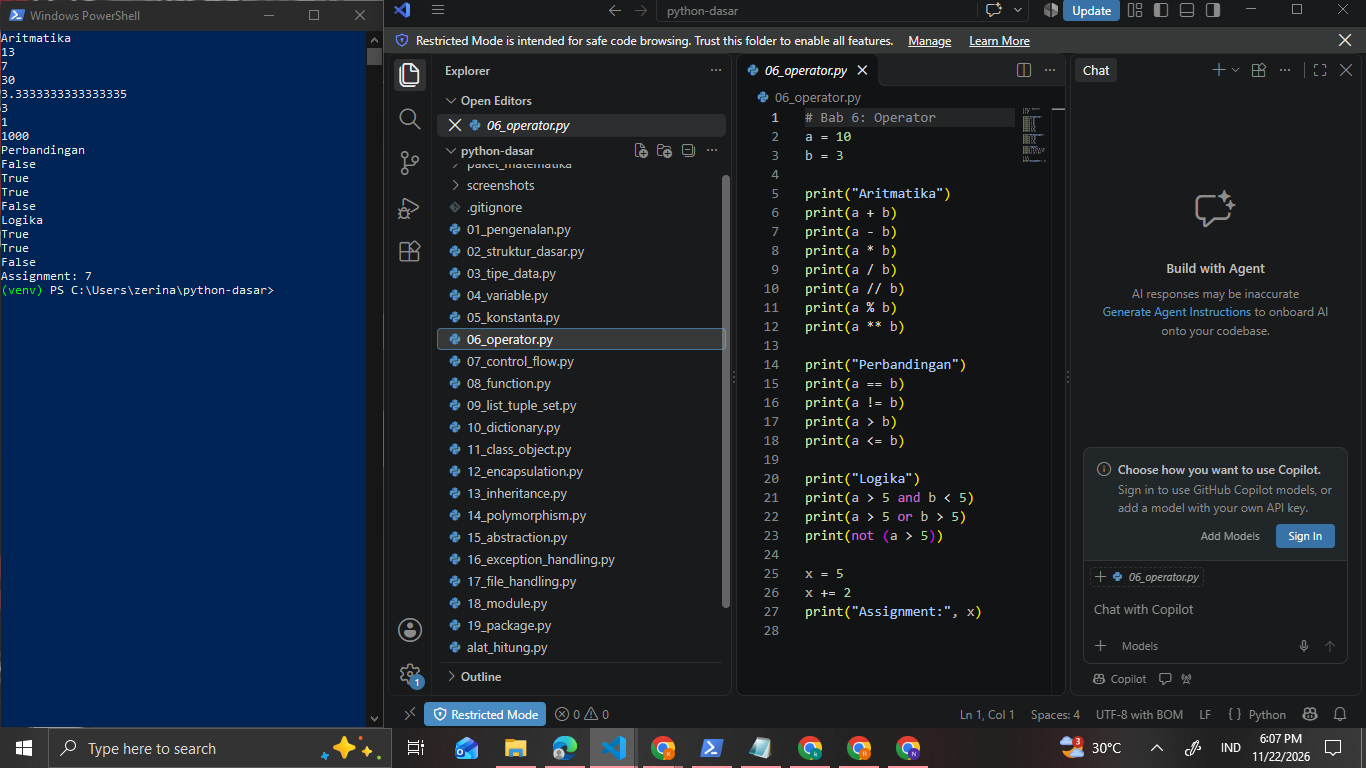 Windows PowerShell
Aritmatika
13
7
30
3.3333333333333335
3
1
1000
Perbandingan
False
True
True
False
Logika
True
True
False
Assignment: 7
(venv) PS C:\Users\zerina\python-dasar>
python-dasar
Update
Restricted Mode is intended for safe code browsing. Trust this folder to enable all features. Manage Learn More
Explorer
Open Editors
06_operator.py
python-dasar
paket_matematika
screenshots
.gitignore
01_pengenalan.py
02_struktur_dasar.py
03_tipe_data.py
04_variable.py
05_konstanta.py
06_operator.py
07_control_flow.py
08_function.py
09_list_tuple_set.py
10_dictionary.py
11_class_object.py
12_encapsulation.py
13_inheritance.py
14_polymorphism.py
15_abstraction.py
16_exception_handling.py
17_file_handling.py
18_module.py
19_package.py
alat_hitung.py
Outline
1
06_operator.py
06_operator.py
1 # Bab 6: Operator
2 a = 10
3 b = 3
4
5 print("Aritmatika")
6 print(a + b)
7 print(a - b)
8 print(a * b)
9 print(a / b)
10 print(a // b)
11 print(a % b)
12 print(a ** b)
13
14 print("Perbandingan")
15 print(a == b)
16 print(a != b)
17 print(a > b)
18 print(a <= b)
19
20 print("Logika")
21 print(a > 5 and b < 5)
22 print(a > 5 or b > 5)
23 print(not (a > 5))
24
25 x = 5
26 x += 2
27 print("Assignment:", x)
28
Chat
Build with Agent
AI responses may be inaccurate
Generate Agent Instructions to onboard AI
onto your codebase.
Choose how you want to use Copilot.
Sign in to use GitHub Copilot models, or
add a model with your own API key.
Add Models Sign In
06_operator.py
Chat with Copilot
Models
Copilot
Restricted Mode 0 0 Ln 1, Col 1 Spaces: 4 UTF-8 with BOM LF {} Python
Type here to search
3 30°C IND
6:07 PM
11/22/2026